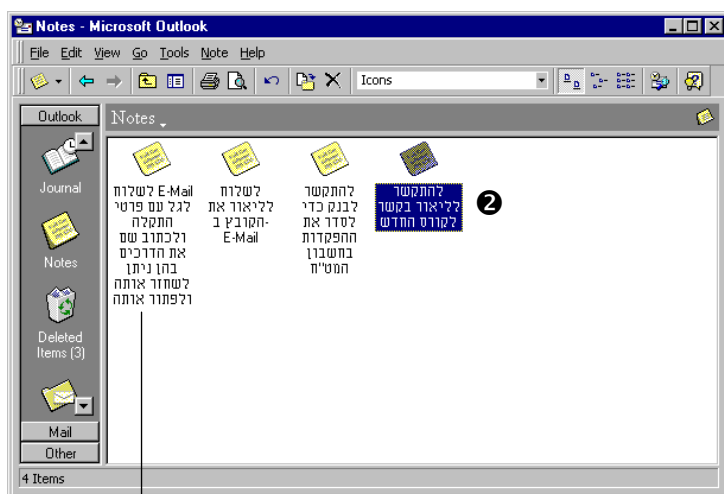 Notes - Microsoft Outlook
File Edit View Go Tools Note Help
Icons
Outlook
Notes
Journal
Notes
Deleted
Items (3)
Mail
Other
לשלוח E-Mail
לגל עם פרטי
התקלה
ולכתוב שם
את הדרכים
בהן ניתן
לשחזר אותה
ולפתור אותה
לשלוח
לליאור את
הקובץ ב-
E-Mail
להתקשר
לבנק כדי
לסדר את
ההפקדות
בחשבון
המט"ח
להתקשר
לליאור בקשר
לקורס החדש
❷
4 Items